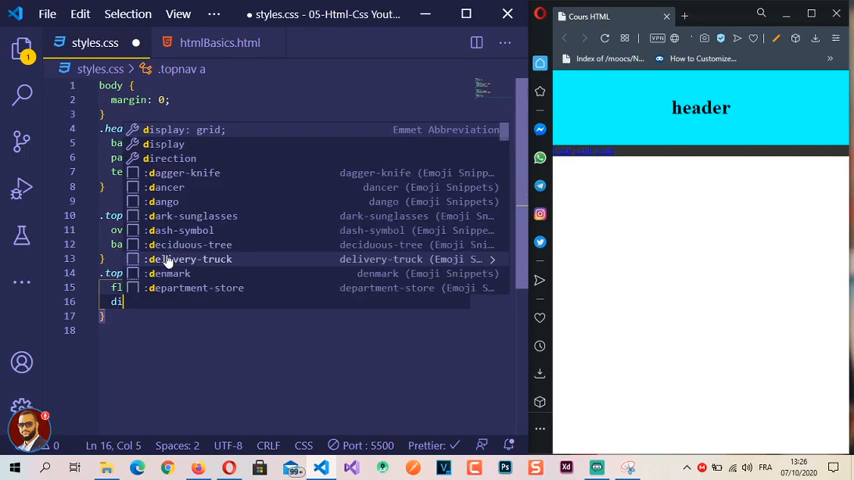 File Edit Selection View ··· ● styles.css - 05-Html-Css Yout...
styles.css ● htmlBasics.html ···
styles.css > .topnav a
1 body {
2 margin: 0;
3 }
4 .hea
display: grid; Emmet Abbreviation
5 ba
display
6 pa
direction
7 te
:dagger-knife dagger-knife (Emoji Snipp…
8 }
:dancer dancer (Emoji Snippets)
9
:dango dango (Emoji Snippets)
10 .top
:dark-sunglasses dark-sunglasses (Emoji Sn…
11 ov
:dash-symbol dash-symbol (Emoji Snippe…
12 ba
:deciduous-tree deciduous-tree (Emoji Sni…
13 }
:delivery-truck delivery-truck (Emoji S…
14 .top
:denmark denmark (Emoji Snippets)
15 fl
:department-store department-store (Emoji S…
16 di
17 }
18
1
0 Ln 16, Col 5 Spaces: 2 UTF-8 CRLF CSS Port : 5500 Prettier: ✓
Cours HTML
VPN
Index of /moocs/N... How to Customize... »
header
99+
FRA
13:26
07/10/2020